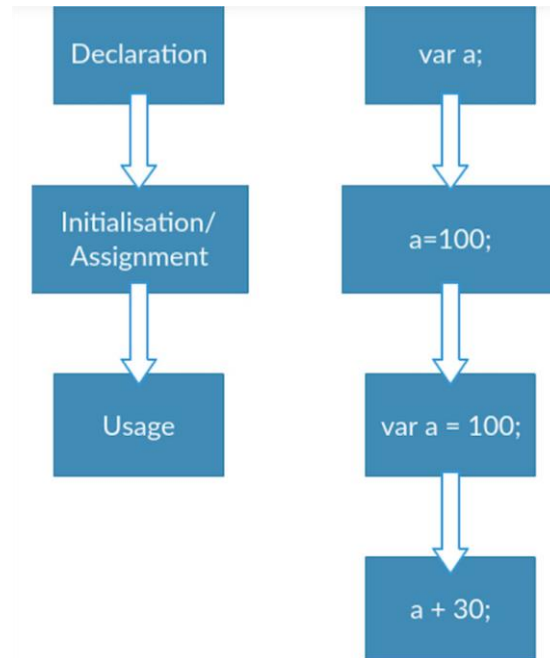 Declaration
Initialisation/
Assignment
Usage
var a;
a=100;
var a = 100;
a + 30;